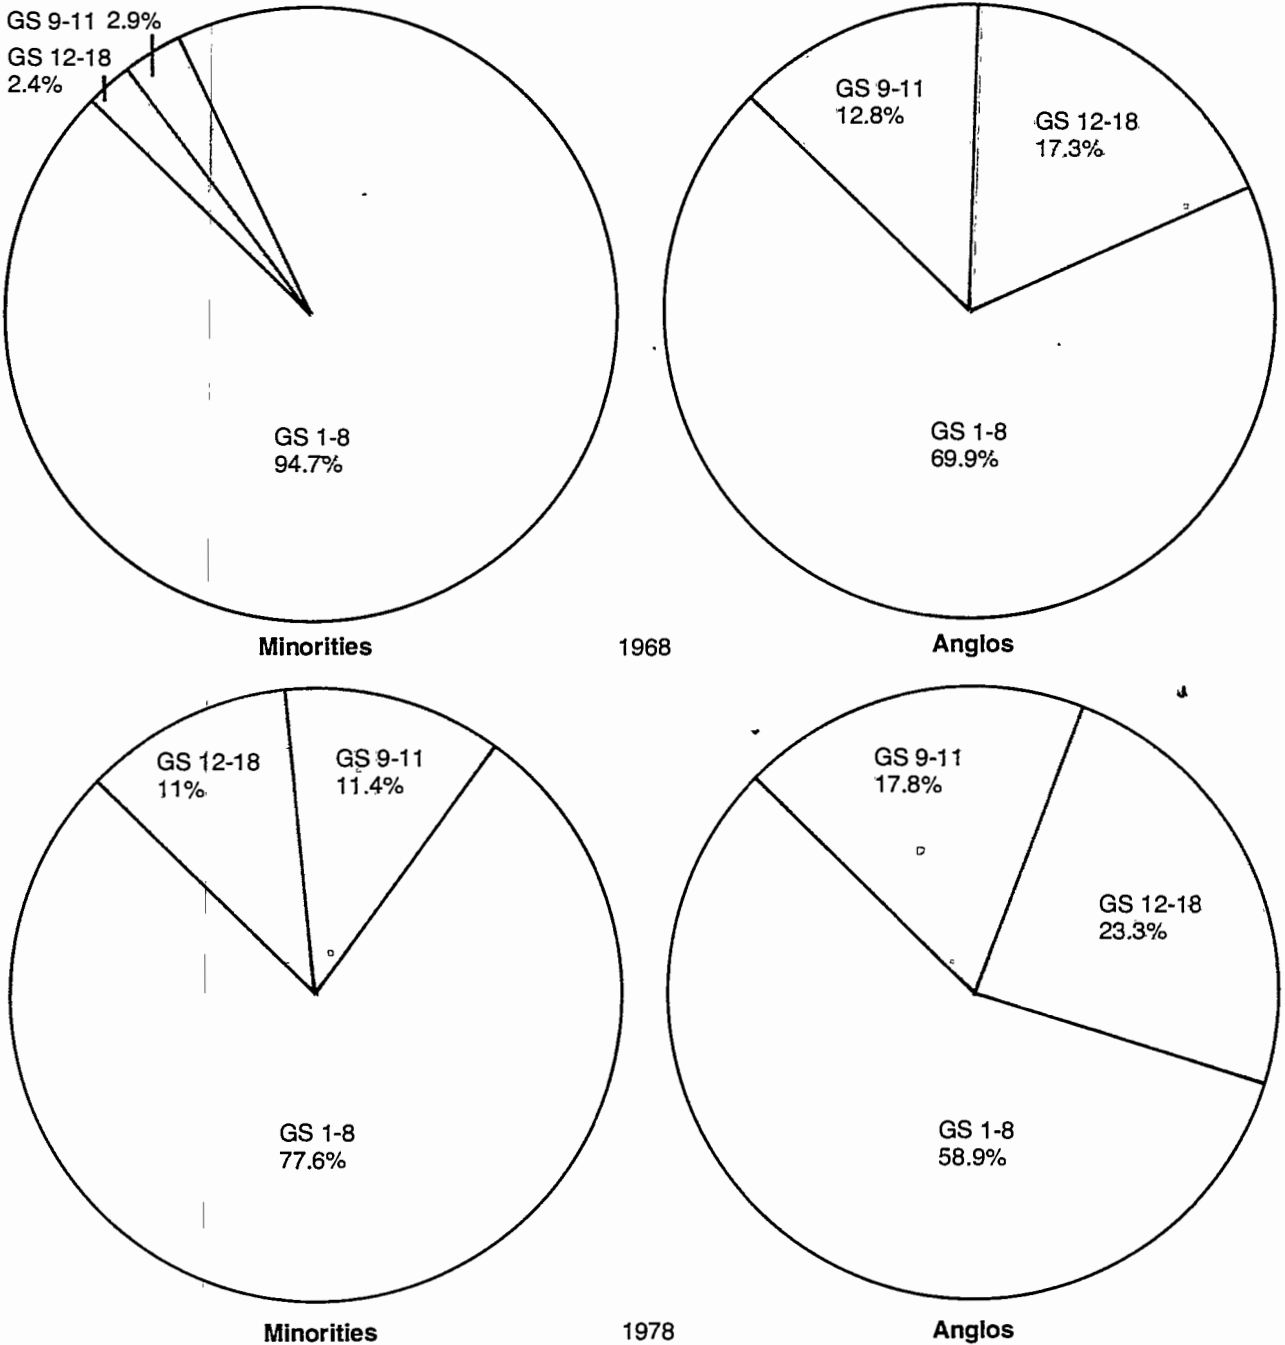 GS 9-11 2.9%
GS 12-18
2.4%
GS 1-8
94.7%
GS 9-11
12.8%
GS 12-18
17.3%
GS 1-8
69.9%
Minorities
1968
Anglos
GS 12-18
11%
GS 9-11
11.4%
GS 1-8
77.6%
GS 9-11
17.8%
GS 12-18
23.3%
GS 1-8
58.9%
Minorities
1978
Anglos